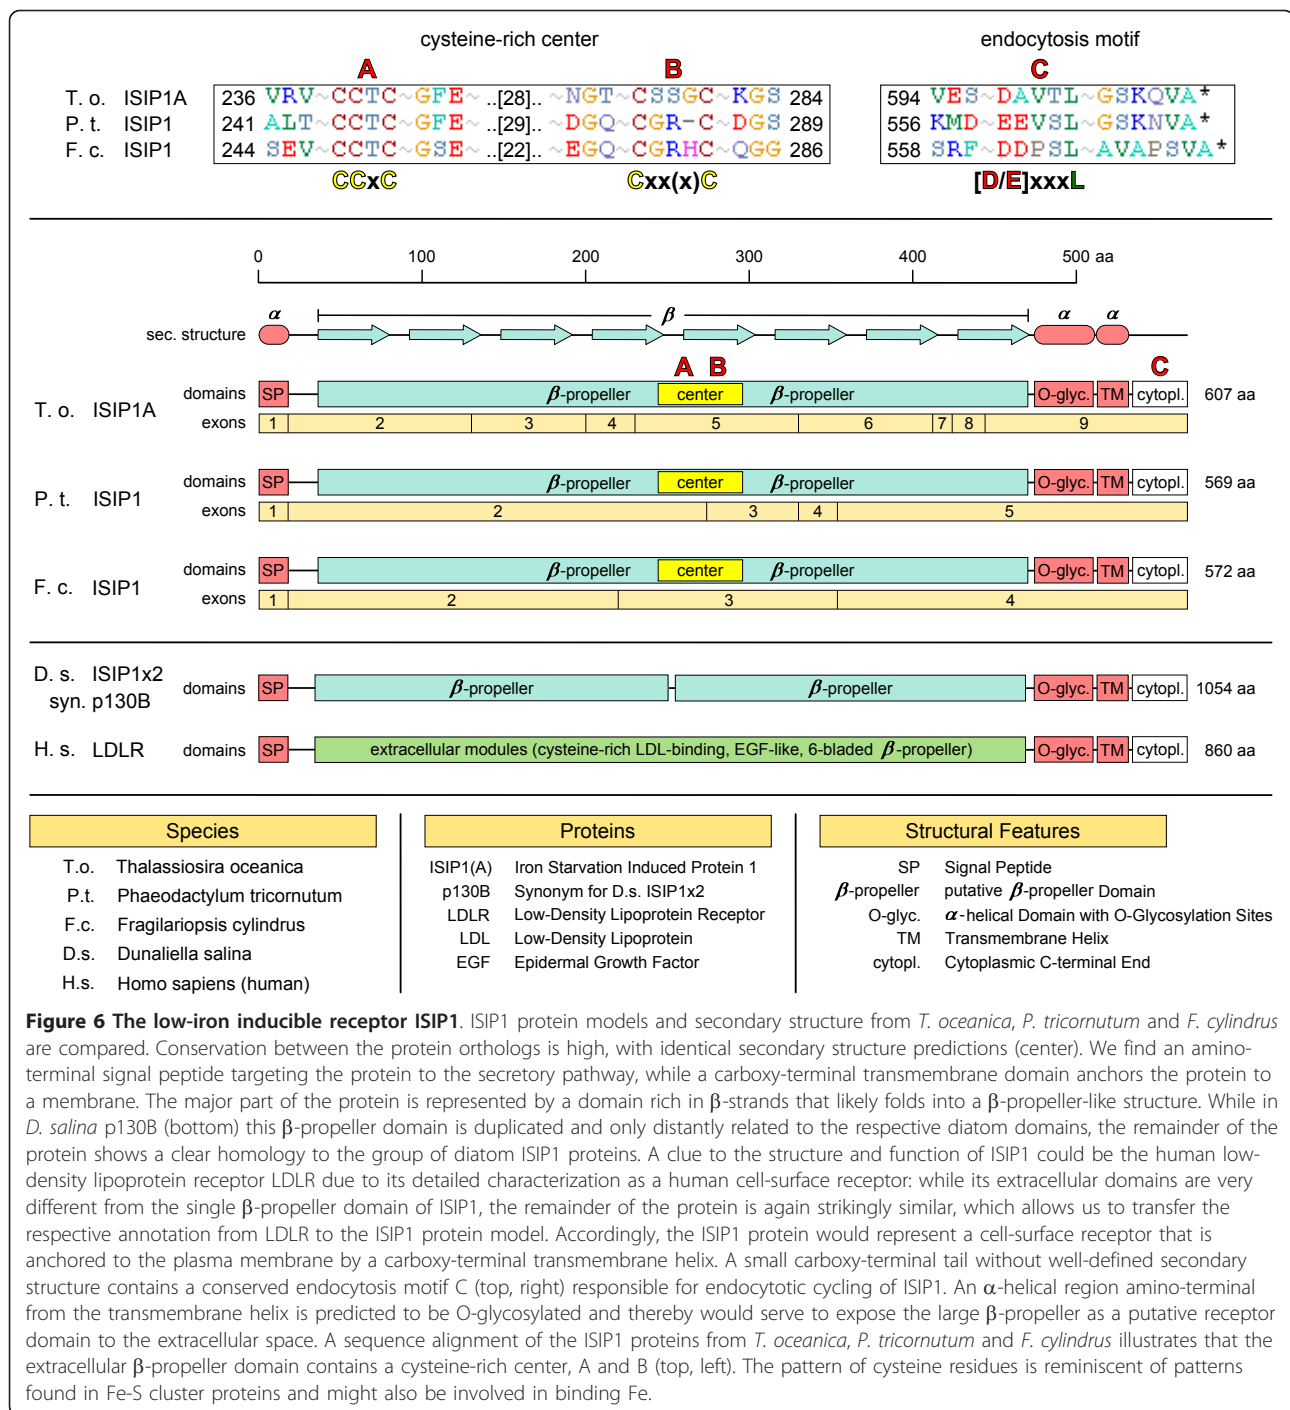 cysteine-rich center endocytosis motif
A B C
T. o. ISIP1A 236 VRV~CCTC~GFE~ ..[28].. ~NGT~CSSGC~KGS 284 594 VES~DAVTL~GSKQVA*
P. t. ISIP1 241 ALT~CCTC~GFE~ ..[29].. ~DGQ~CGR-C~DGS 289 556 KMD~EEVSL~GSKNVA*
F. c. ISIP1 244 SEV~CCTC~GSE~ ..[22].. ~EGQ~CGRHC~QGG 286 558 SRF~DDPSL~AVAPSVA*
CCxC Cxx(x)C [D/E]xxxL
0 100 200 300 400 500 aa
α β α α
sec. structure
A B C
T. o. ISIP1A domains SP β-propeller center β-propeller O-glyc. TM cytopl. 607 aa
exons 1 2 3 4 5 6 7 8 9
P. t. ISIP1 domains SP β-propeller center β-propeller O-glyc. TM cytopl. 569 aa
exons 1 2 3 4 5
F. c. ISIP1 domains SP β-propeller center β-propeller O-glyc. TM cytopl. 572 aa
exons 1 2 3 4
D. s. ISIP1x2 domains SP β-propeller β-propeller O-glyc. TM cytopl. 1054 aa
syn. p130B
H. s. LDLR domains SP extracellular modules (cysteine-rich LDL-binding, EGF-like, 6-bladed β-propeller) O-glyc. TM cytopl. 860 aa
Species
T.o. Thalassiosira oceanica
P.t. Phaeodactylum tricornutum
F.c. Fragilariopsis cylindrus
D.s. Dunaliella salina
H.s. Homo sapiens (human)
Proteins
ISIP1(A) Iron Starvation Induced Protein 1
p130B Synonym for D.s. ISIP1x2
LDLR Low-Density Lipoprotein Receptor
LDL Low-Density Lipoprotein
EGF Epidermal Growth Factor
Structural Features
SP Signal Peptide
β-propeller putative β-propeller Domain
O-glyc. α-helical Domain with O-Glycosylation Sites
TM Transmembrane Helix
cytopl. Cytoplasmic C-terminal End
Figure 6 The low-iron inducible receptor ISIP1. ISIP1 protein models and secondary structure from T. oceanica, P. tricornutum and F. cylindrus
are compared. Conservation between the protein orthologs is high, with identical secondary structure predictions (center). We find an amino-
terminal signal peptide targeting the protein to the secretory pathway, while a carboxy-terminal transmembrane domain anchors the protein to
a membrane. The major part of the protein is represented by a domain rich in β-strands that likely folds into a β-propeller-like structure. While in
D. salina p130B (bottom) this β-propeller domain is duplicated and only distantly related to the respective diatom domains, the remainder of the
protein shows a clear homology to the group of diatom ISIP1 proteins. A clue to the structure and function of ISIP1 could be the human low-
density lipoprotein receptor LDLR due to its detailed characterization as a human cell-surface receptor: while its extracellular domains are very
different from the single β-propeller domain of ISIP1, the remainder of the protein is again strikingly similar, which allows us to transfer the
respective annotation from LDLR to the ISIP1 protein model. Accordingly, the ISIP1 protein would represent a cell-surface receptor that is
anchored to the plasma membrane by a carboxy-terminal transmembrane helix. A small carboxy-terminal tail without well-defined secondary
structure contains a conserved endocytosis motif C (top, right) responsible for endocytotic cycling of ISIP1. An α-helical region amino-terminal
from the transmembrane helix is predicted to be O-glycosylated and thereby would serve to expose the large β-propeller as a putative receptor
domain to the extracellular space. A sequence alignment of the ISIP1 proteins from T. oceanica, P. tricornutum and F. cylindrus illustrates that the
extracellular β-propeller domain contains a cysteine-rich center, A and B (top, left). The pattern of cysteine residues is reminiscent of patterns
found in Fe-S cluster proteins and might also be involved in binding Fe.